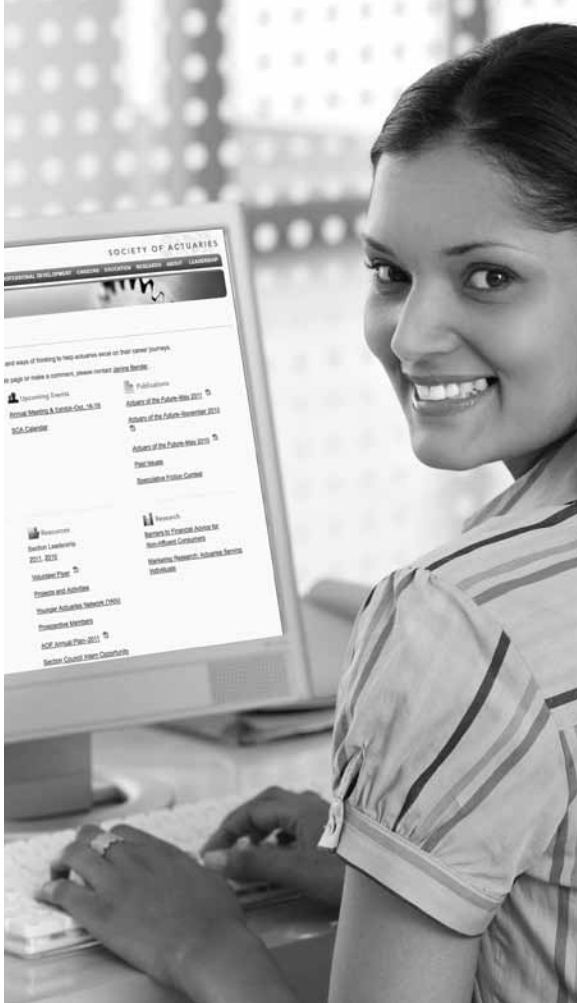 SOCIETY OF ACTUARIES
PROFESSIONAL DEVELOPMENT CAREERS EDUCATION RESEARCH ABOUT LEADERSHIP
and ways of thinking to help actuaries excel on their career journeys.
page or make a comment, please contact Janine Bender.
Upcoming Events
Annual Meeting & Exhibit-Oct. 16-19
SOA Calendar
Publications
Actuary of the Future-May 2011
Actuary of the Future-November 2010
Actuary of the Future-May 2010
Past Issues
Speculative Fiction Contest
Resources
Section Leadership
2011, 2010
Volunteer Flyer
Projects and Activities
Younger Actuaries Network (YAN)
Prospective Members
AOF Annual Plan-2011
Section Council Intern Opportunity
Research
Barriers to Financial Advice for
Non-Affluent Consumers
Marketing Research: Actuaries Serving
Individuals